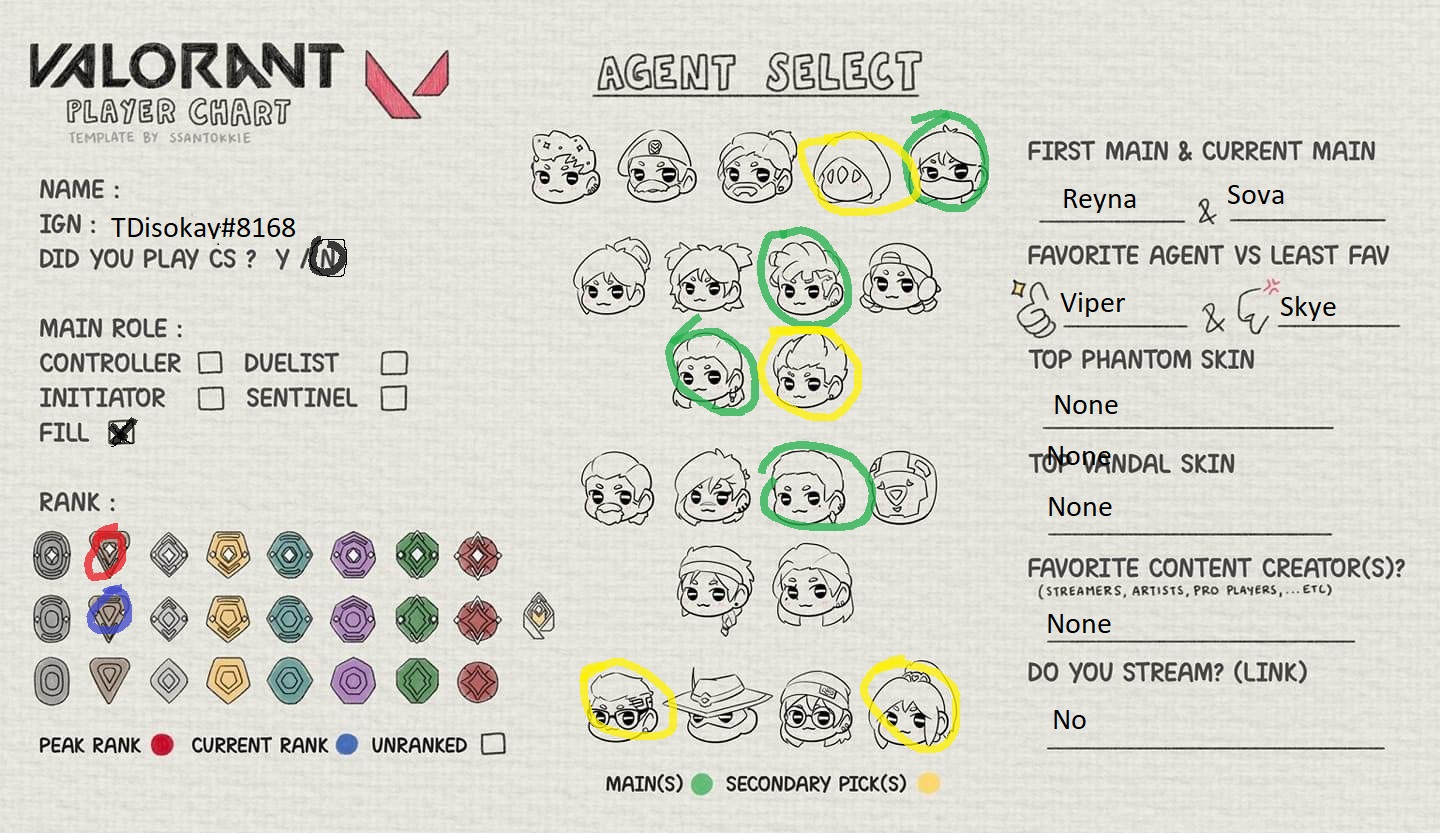 VALORANT
PLAYER CHART
TEMPLATE BY SSANTOKKIE
NAME :
IGN : TDisokay#8168
DID YOU PLAY CS ? Y / N
MAIN ROLE :
CONTROLLER DUELIST
INITIATOR SENTINEL
FILL
RANK :
PEAK RANK CURRENT RANK UNRANKED
AGENT SELECT
MAIN(S) SECONDARY PICK(S)
FIRST MAIN & CURRENT MAIN
Reyna & Sova
FAVORITE AGENT VS LEAST FAV
Viper & Skye
TOP PHANTOM SKIN
None
None
TOP VANDAL SKIN
None
FAVORITE CONTENT CREATOR(S)?
(STREAMERS, ARTISTS, PRO PLAYERS,...ETC)
None
DO YOU STREAM? (LINK)
No